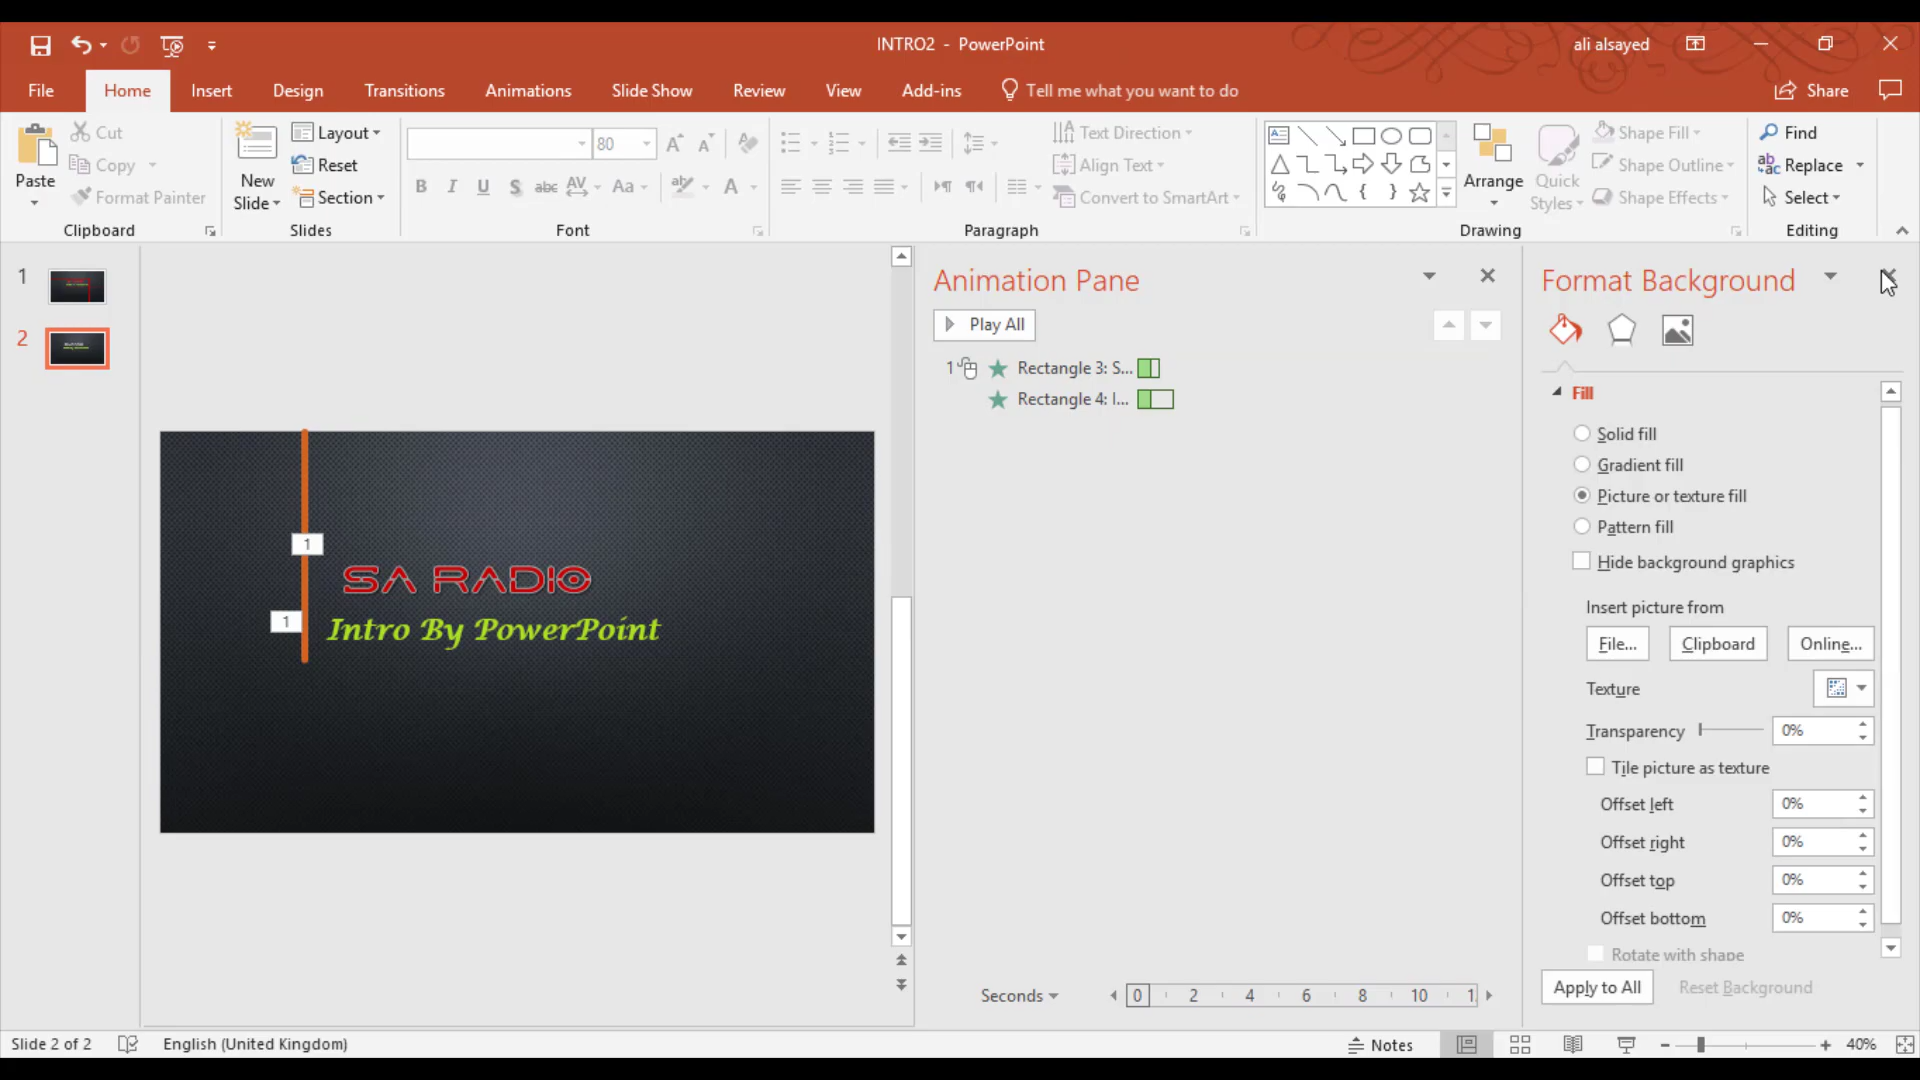 INTRO2 - PowerPoint
ali alsayed
File Home Insert Design Transitions Animations Slide Show Review View Add-ins Tell me what you want to do Share
Paste
Cut
Copy
Format Painter
Clipboard
New Slide
Layout
Reset
Section
Slides
80
B I U S abc AV Aa A
Font
Text Direction
Align Text
Convert to SmartArt
Paragraph
Arrange
Quick Styles
Shape Fill
Shape Outline
Shape Effects
Drawing
Find
Replace
Select
Editing
1
2
1
1
SA RADIO
Intro By PowerPoint
Animation Pane
Play All
1 Rectangle 3: S...
Rectangle 4: I...
Seconds 0 2 4 6 8 10 1
Format Background
Fill
Solid fill
Gradient fill
Picture or texture fill
Pattern fill
Hide background graphics
Insert picture from
File... Clipboard Online...
Texture
Transparency 0%
Tile picture as texture
Offset left 0%
Offset right 0%
Offset top 0%
Offset bottom 0%
Rotate with shape
Apply to All Reset Background
Slide 2 of 2 English (United Kingdom) Notes 40%